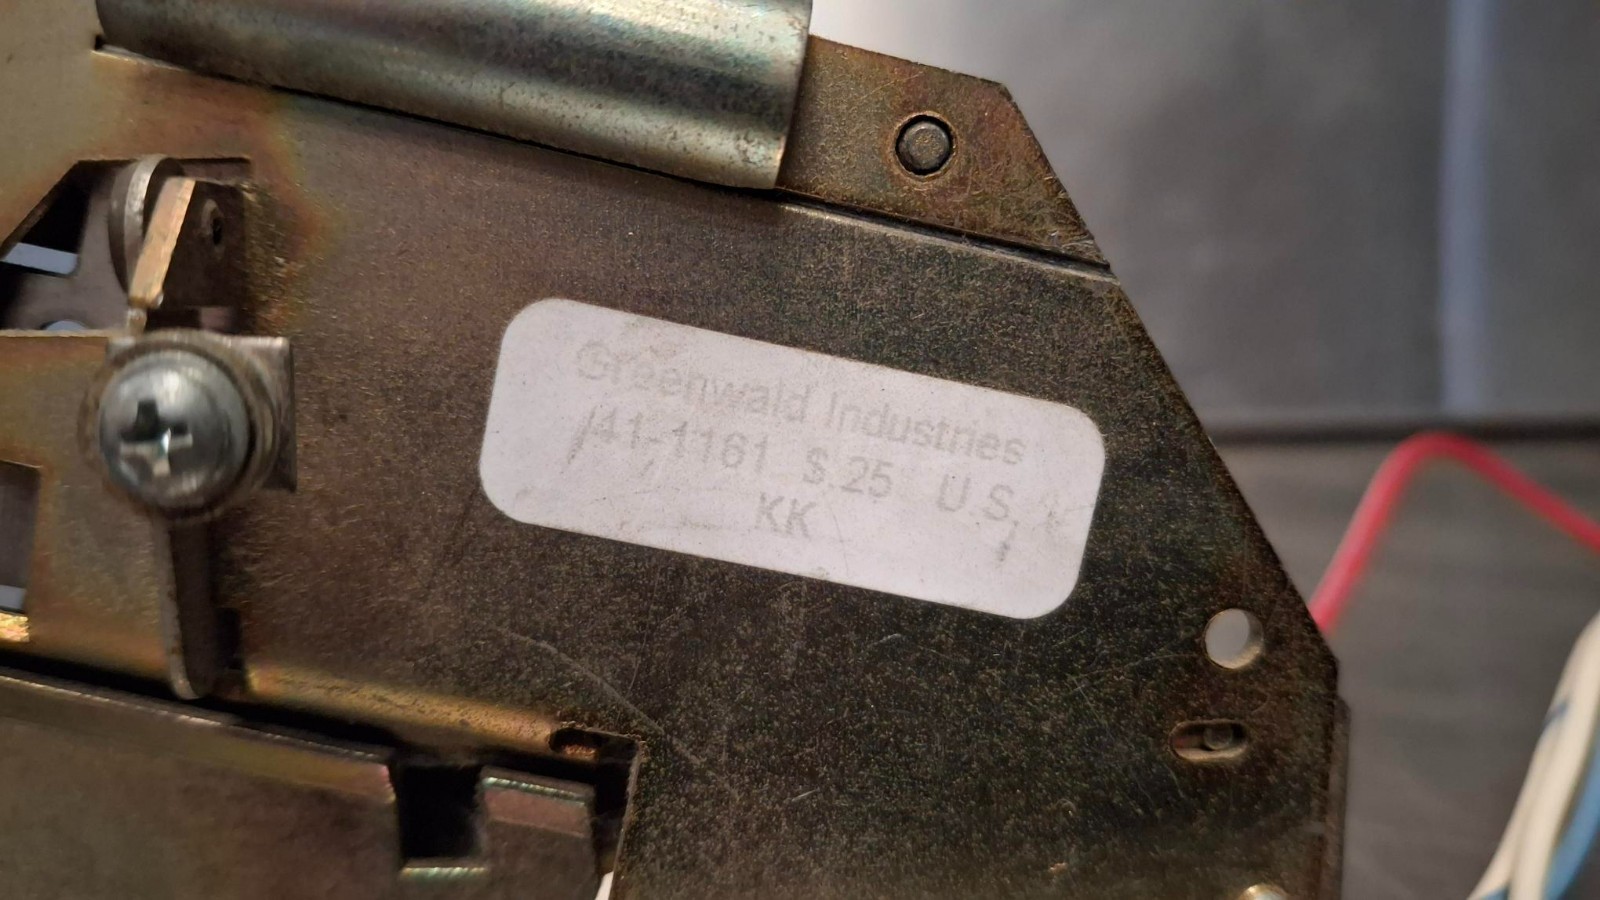 Greenwald Industries
41-1161 $.25 U.S.
KK